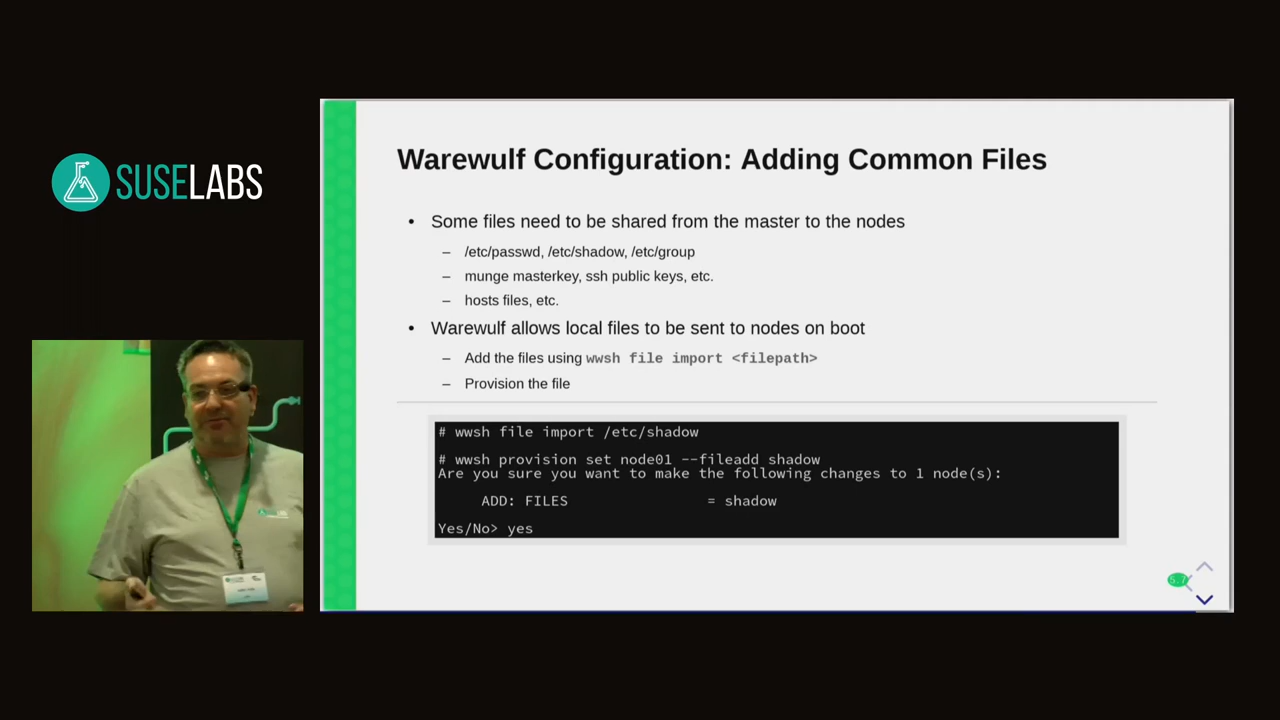 SUSELABS
Warewulf Configuration: Adding Common Files
• Some files need to be shared from the master to the nodes
– /etc/passwd, /etc/shadow, /etc/group
– munge masterkey, ssh public keys, etc.
– hosts files, etc.
• Warewulf allows local files to be sent to nodes on boot
– Add the files using wwsh file import <filepath>
– Provision the file
# wwsh file import /etc/shadow
# wwsh provision set node01 --fileadd shadow
Are you sure you want to make the following changes to 1 node(s):
ADD: FILES = shadow
Yes/No> yes
5.7